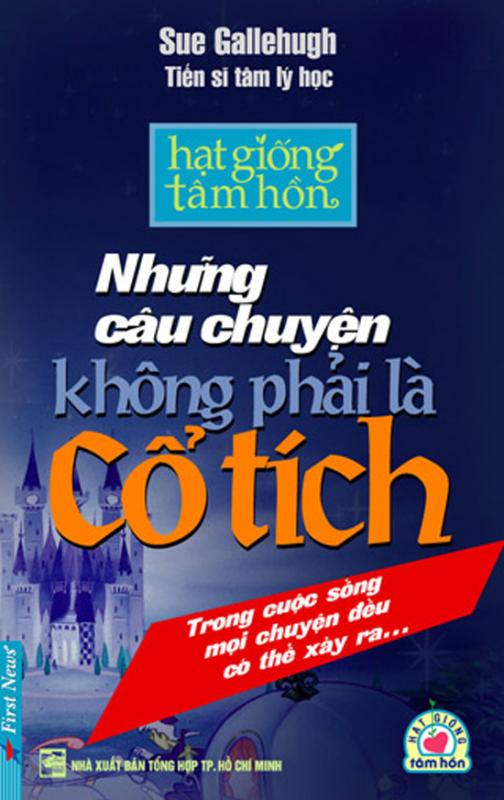 Sue Gallehugh
Tiến sĩ tâm lý học
hạt giống
tâm hồn
Những
câu chuyện
không phải là
cổ tích
Trong cuộc sống
mọi chuyện đều
có thể xảy ra...
First News
NHÀ XUẤT BẢN TỔNG HỢP TP. HỒ CHÍ MINH
HẠT GIỐNG
tâm hồn